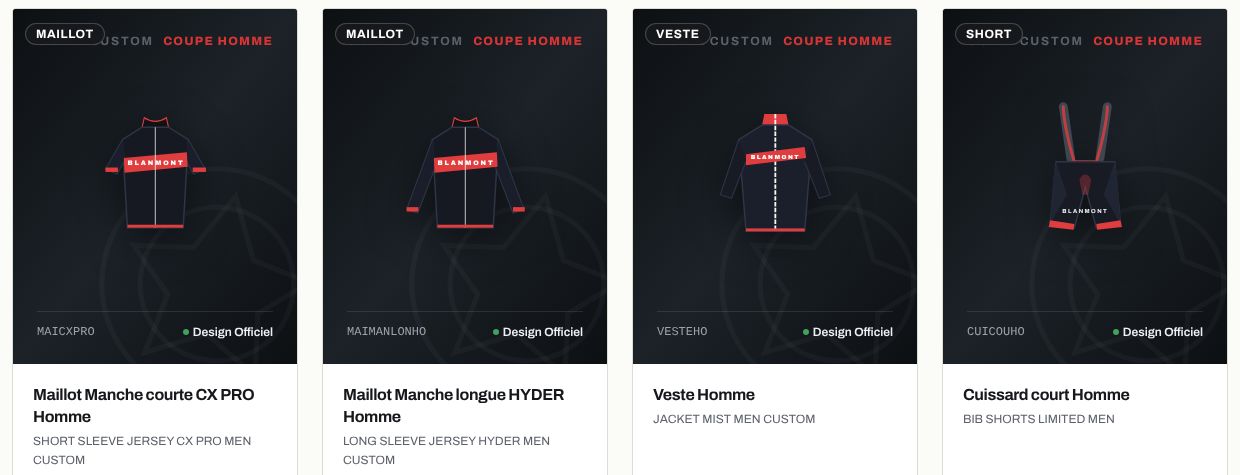 MAILLOT
USTOM COUPE HOMME
BLANMONT
MAICXPRO
Design Officiel
Maillot Manche courte CX PRO
Homme
SHORT SLEEVE JERSEY CX PRO MEN
CUSTOM
MAILLOT
USTOM COUPE HOMME
BLANMONT
MAIMANLONHO
Design Officiel
Maillot Manche longue HYDER
Homme
LONG SLEEVE JERSEY HYDER MEN
CUSTOM
VESTE
CUSTOM COUPE HOMME
BLANMONT
VESTEHO
Design Officiel
Veste Homme
JACKET MIST MEN CUSTOM
SHORT
CUSTOM COUPE HOMME
BLANMONT
CUICOUHO
Design Officiel
Cuissard court Homme
BIB SHORTS LIMITED MEN